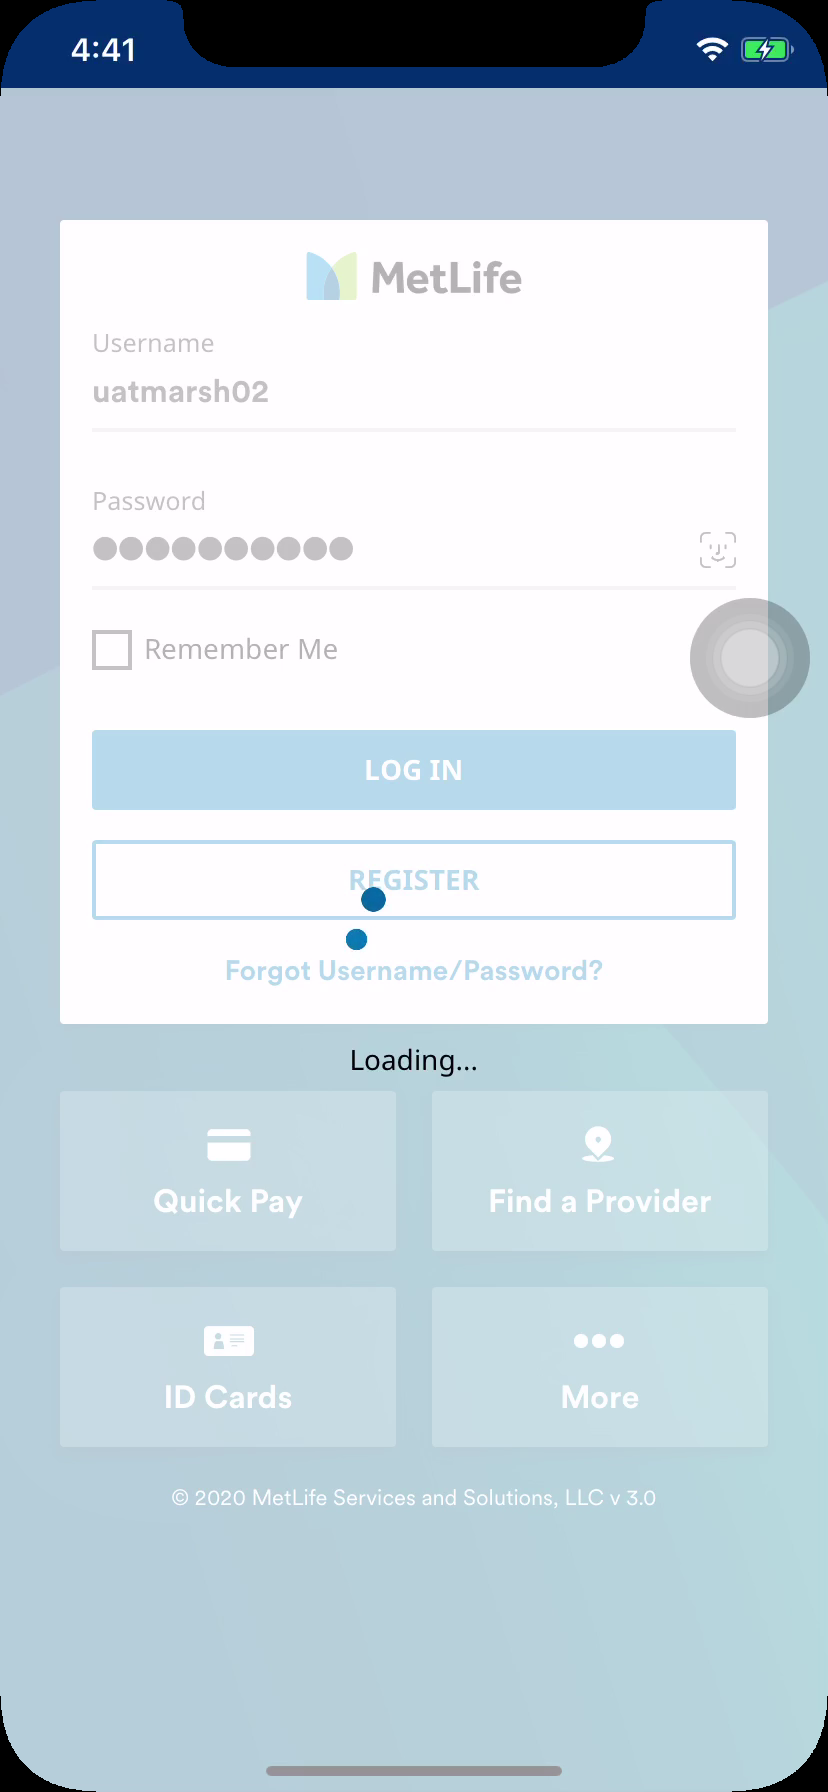 4:41
MetLife
Username
uatmarsh02
Password
Remember Me
LOG IN
REGISTER
Forgot Username/Password?
Loading...
Quick Pay
Find a Provider
ID Cards
More
© 2020 MetLife Services and Solutions, LLC v 3.0